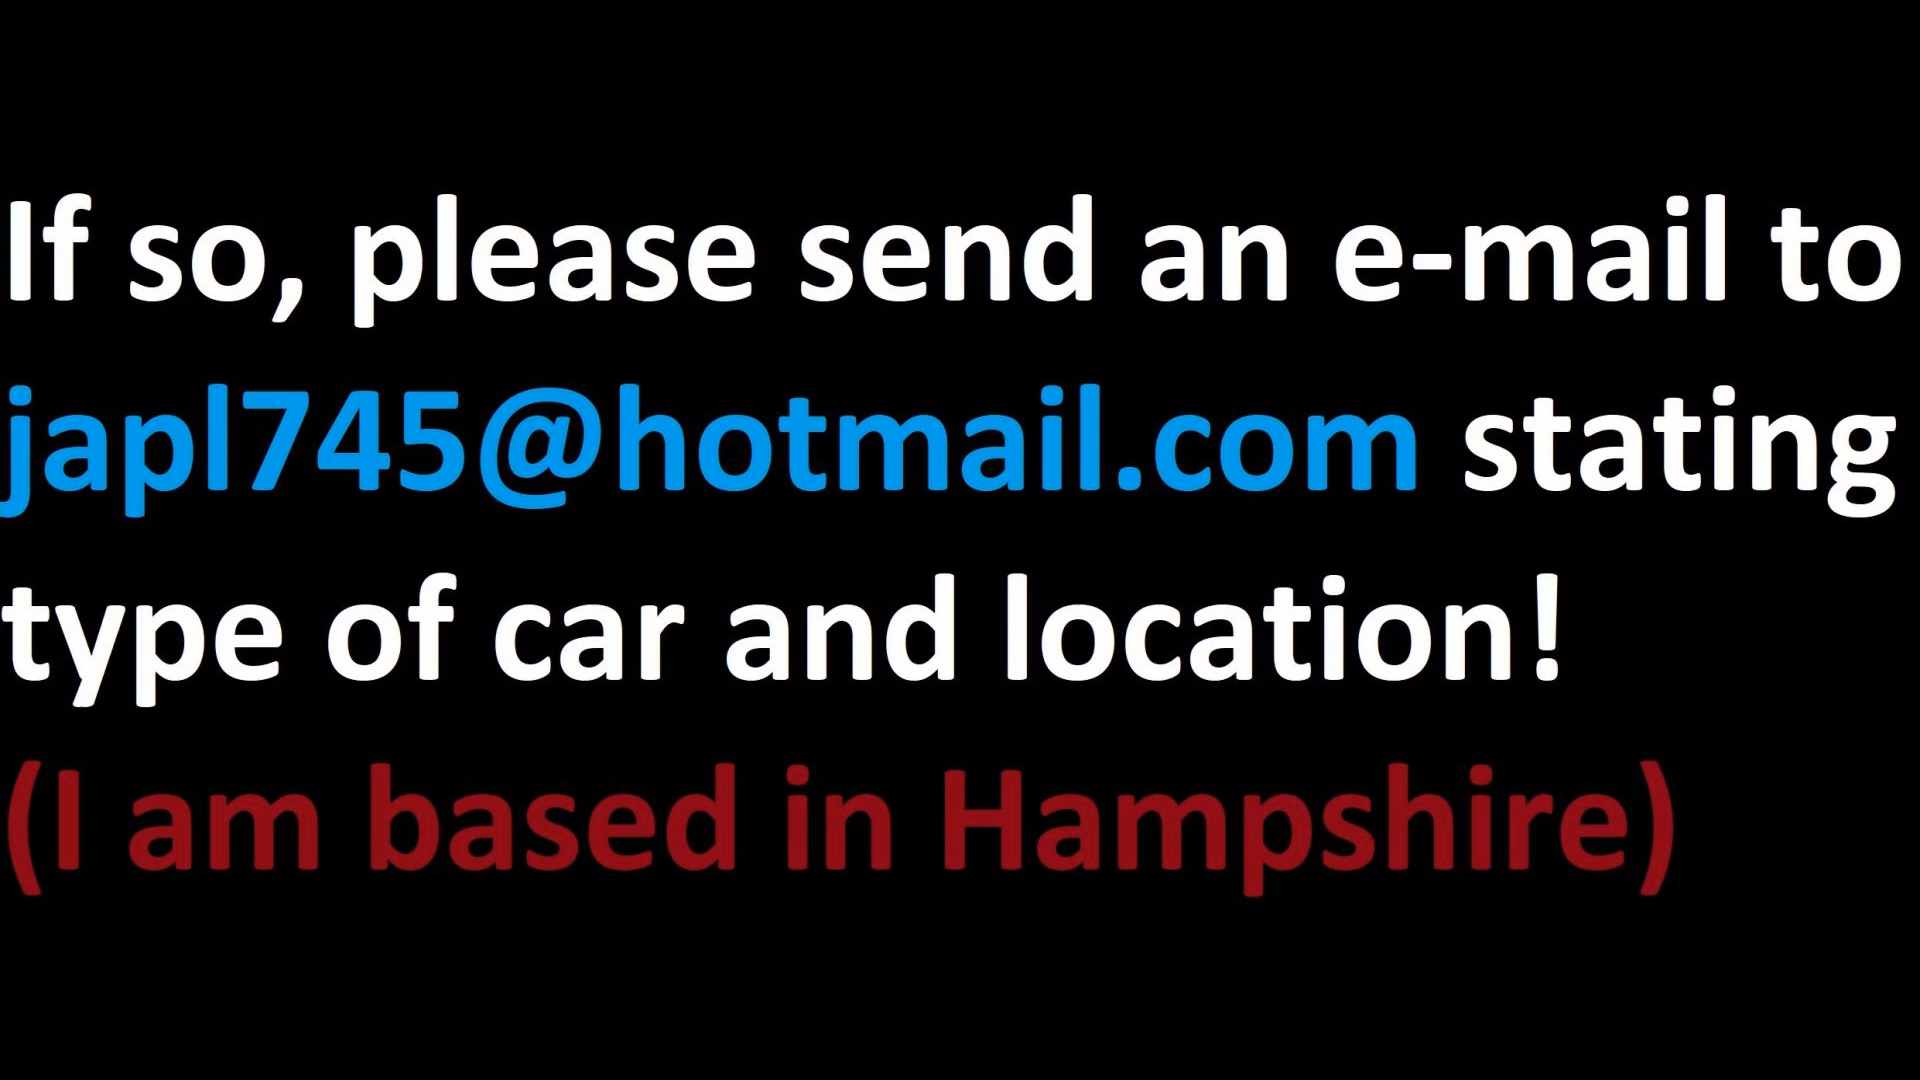 If so, please send an e-mail to
japl745@hotmail.com stating
type of car and location!
(I am based in Hampshire)